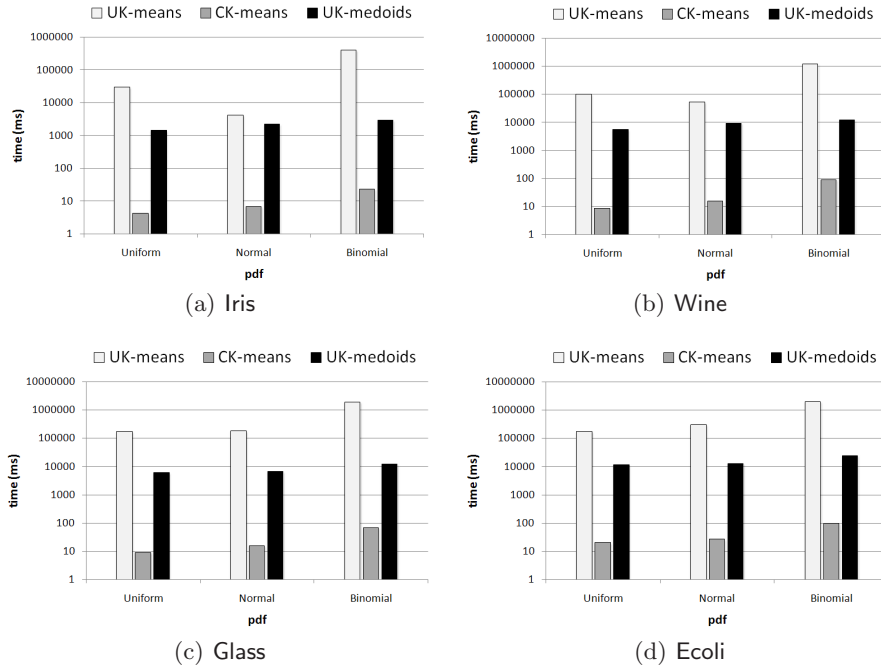 UK-means CK-means UK-medoids
1000000
100000
10000
1000
100
10
1
time (ms)
Uniform Normal Binomial
pdf
(a) Iris
UK-means CK-means UK-medoids
10000000
1000000
100000
10000
1000
100
10
1
time (ms)
Uniform Normal Binomial
pdf
(b) Wine
UK-means CK-means UK-medoids
10000000
1000000
100000
10000
1000
100
10
1
time (ms)
Uniform Normal Binomial
pdf
(c) Glass
UK-means CK-means UK-medoids
10000000
1000000
100000
10000
1000
100
10
1
time (ms)
Uniform Normal Binomial
pdf
(d) Ecoli